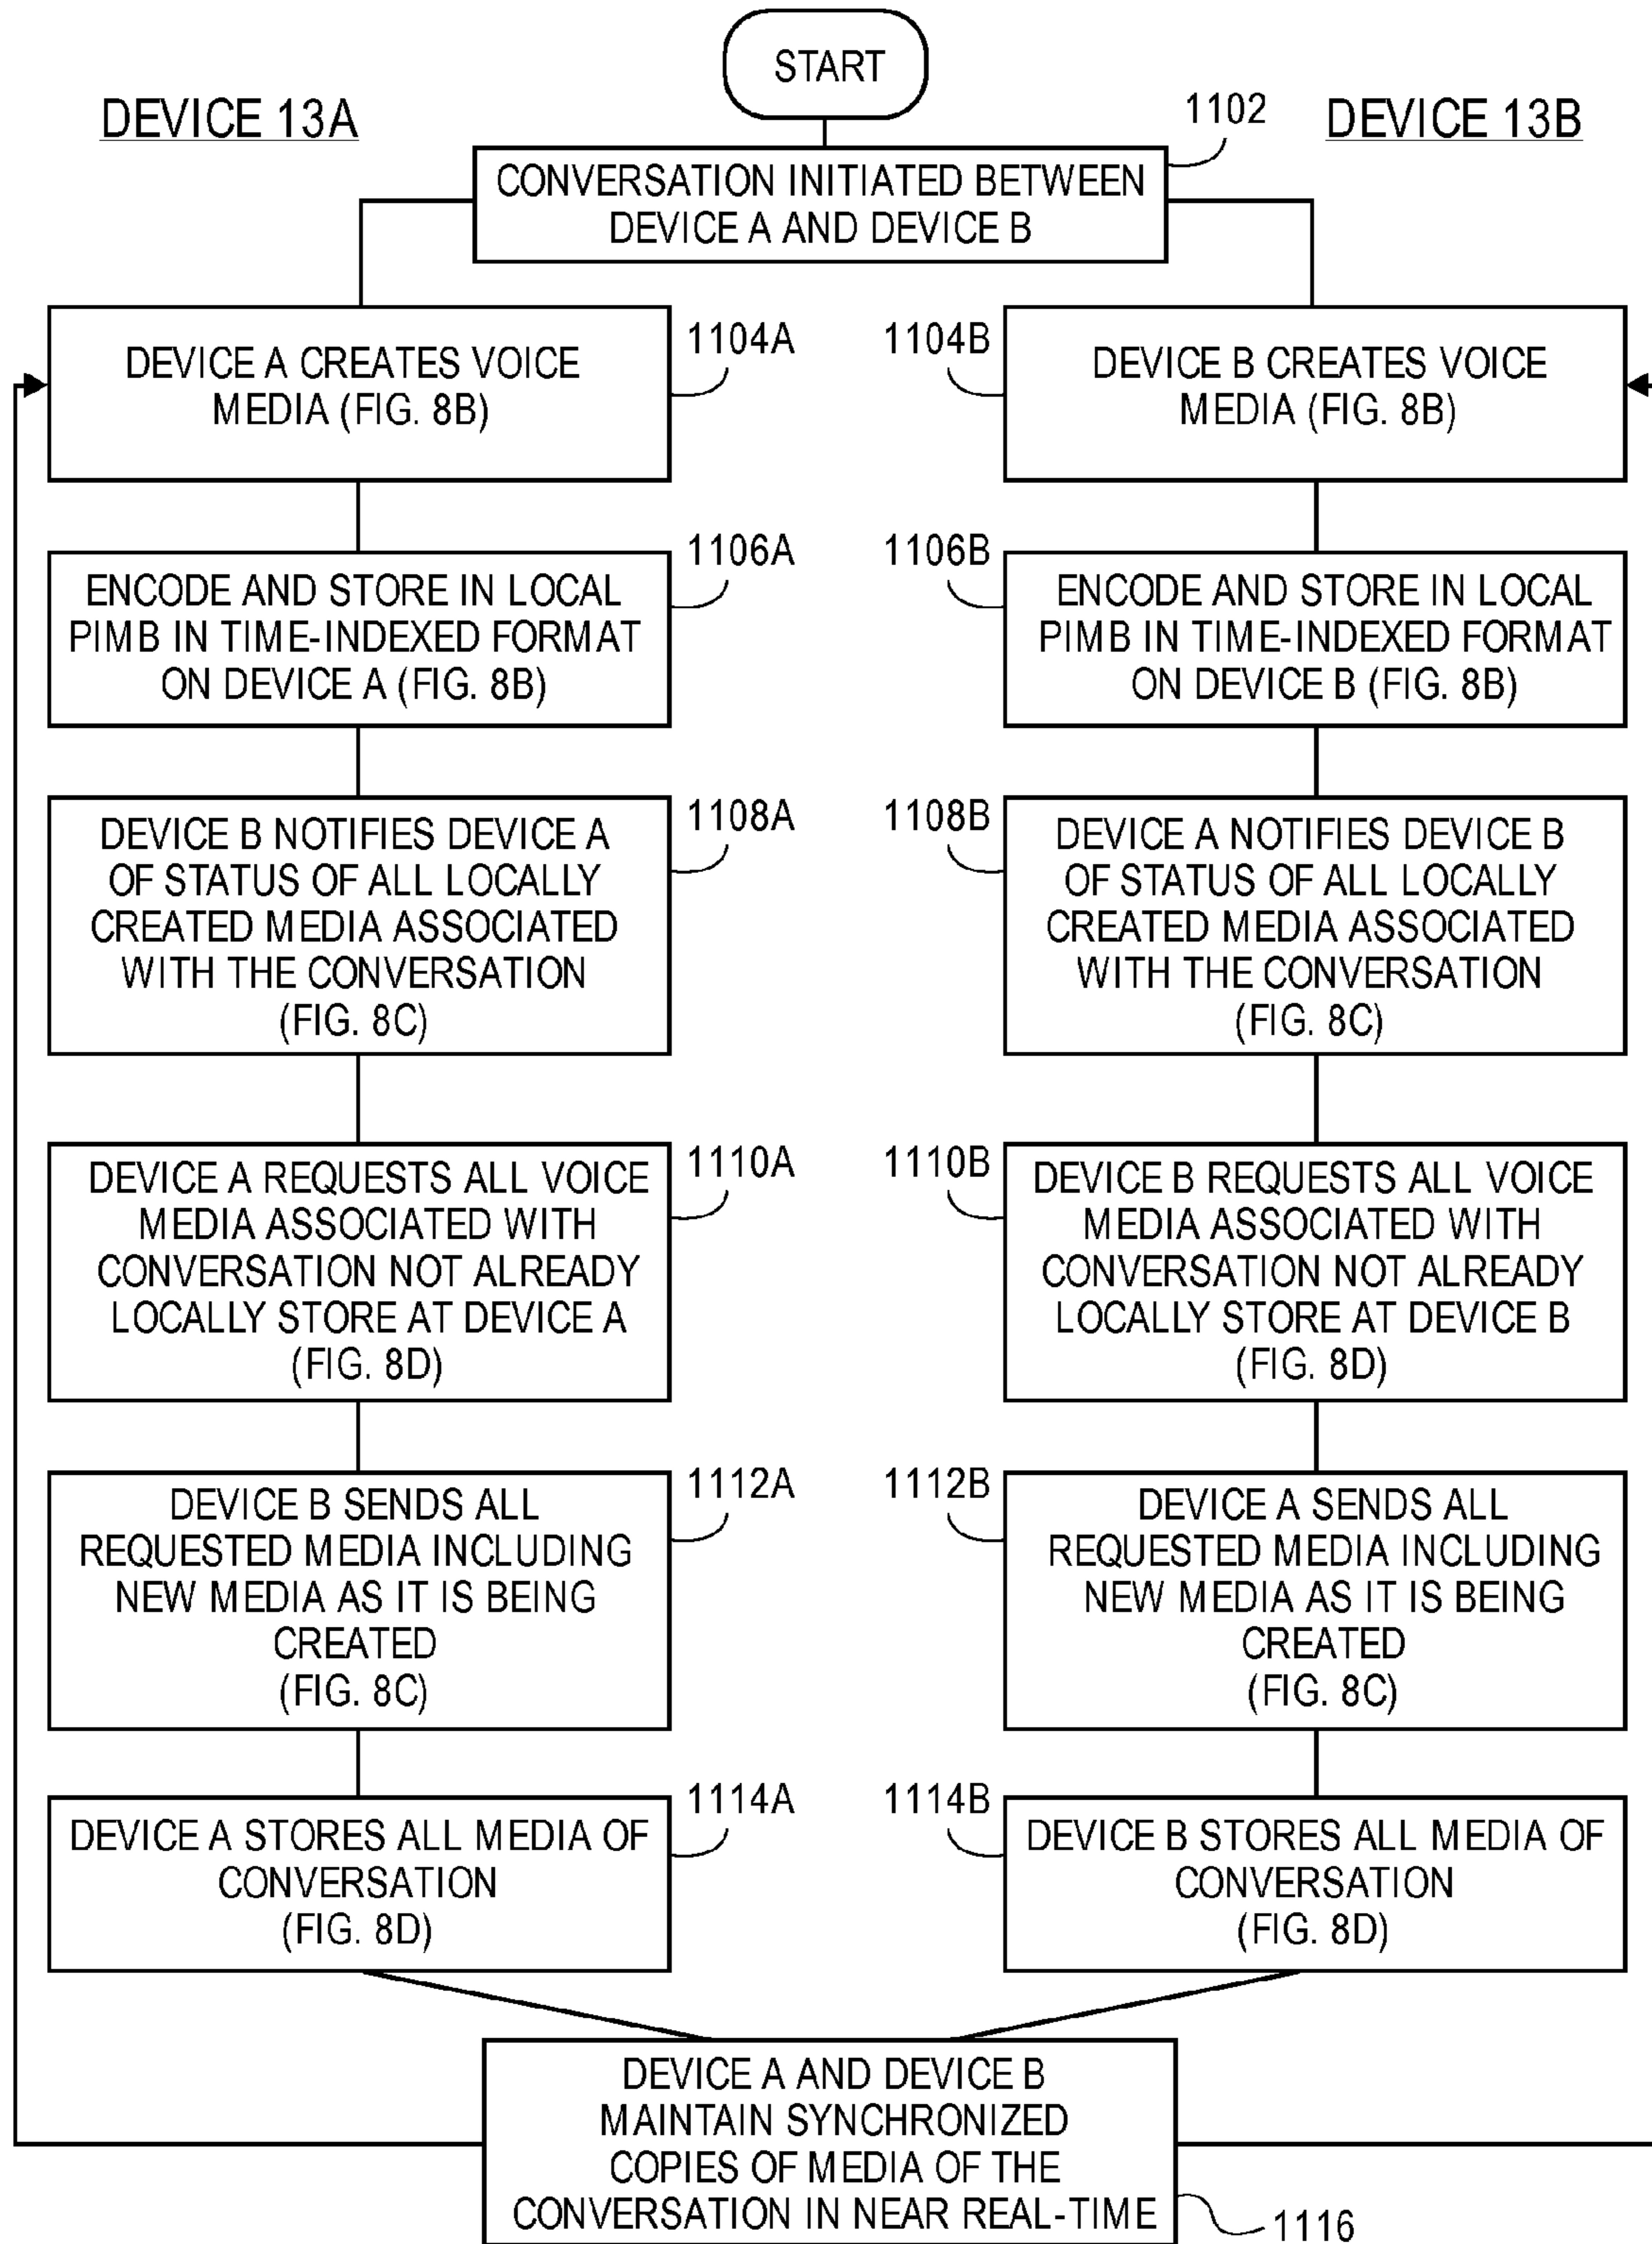 START
DEVICE 13A
1102
DEVICE 13B
CONVERSATION INITIATED BETWEEN
DEVICE A AND DEVICE B
DEVICE A CREATES VOICE
MEDIA (FIG. 8B)
1104A
1104B
DEVICE B CREATES VOICE
MEDIA (FIG. 8B)
ENCODE AND STORE IN LOCAL
PIMB IN TIME-INDEXED FORMAT
ON DEVICE A (FIG. 8B)
1106A
1106B
ENCODE AND STORE IN LOCAL
PIMB IN TIME-INDEXED FORMAT
ON DEVICE B (FIG. 8B)
DEVICE B NOTIFIES DEVICE A
OF STATUS OF ALL LOCALLY
CREATED MEDIA ASSOCIATED
WITH THE CONVERSATION
(FIG. 8C)
1108A
1108B
DEVICE A NOTIFIES DEVICE B
OF STATUS OF ALL LOCALLY
CREATED MEDIA ASSOCIATED
WITH THE CONVERSATION
(FIG. 8C)
DEVICE A REQUESTS ALL VOICE
MEDIA ASSOCIATED WITH
CONVERSATION NOT ALREADY
LOCALLY STORE AT DEVICE A
(FIG. 8D)
1110A
1110B
DEVICE B REQUESTS ALL VOICE
MEDIA ASSOCIATED WITH
CONVERSATION NOT ALREADY
LOCALLY STORE AT DEVICE B
(FIG. 8D)
DEVICE B SENDS ALL
REQUESTED MEDIA INCLUDING
NEW MEDIA AS IT IS BEING
CREATED
(FIG. 8C)
1112A
1112B
DEVICE A SENDS ALL
REQUESTED MEDIA INCLUDING
NEW MEDIA AS IT IS BEING
CREATED
(FIG. 8C)
DEVICE A STORES ALL MEDIA OF
CONVERSATION
(FIG. 8D)
1114A
1114B
DEVICE B STORES ALL MEDIA OF
CONVERSATION
(FIG. 8D)
DEVICE A AND DEVICE B
MAINTAIN SYNCHRONIZED
COPIES OF MEDIA OF THE
CONVERSATION IN NEAR REAL-TIME
1116